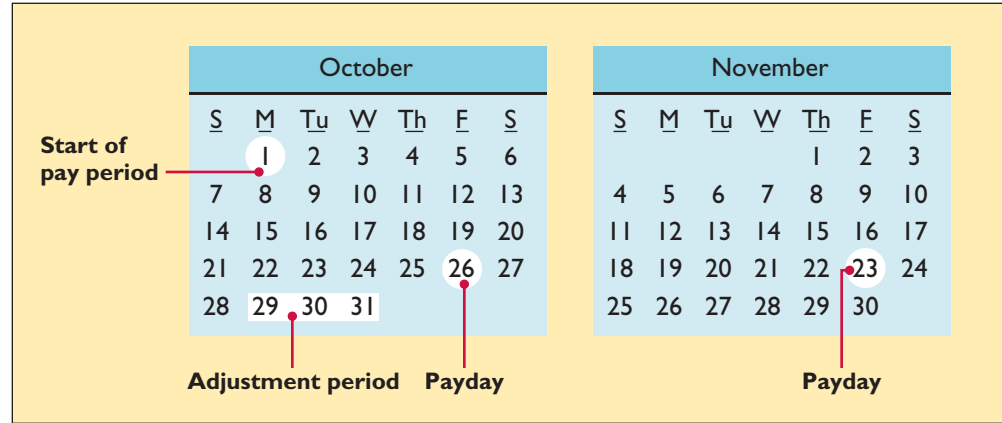 October
S M Tu W Th F S
1 2 3 4 5 6
7 8 9 10 11 12 13
14 15 16 17 18 19 20
21 22 23 24 25 26 27
28 29 30 31
November
S M Tu W Th F S
1 2 3
4 5 6 7 8 9 10
11 12 13 14 15 16 17
18 19 20 21 22 23 24
25 26 27 28 29 30
Start of
pay period
Adjustment period
Payday
Payday